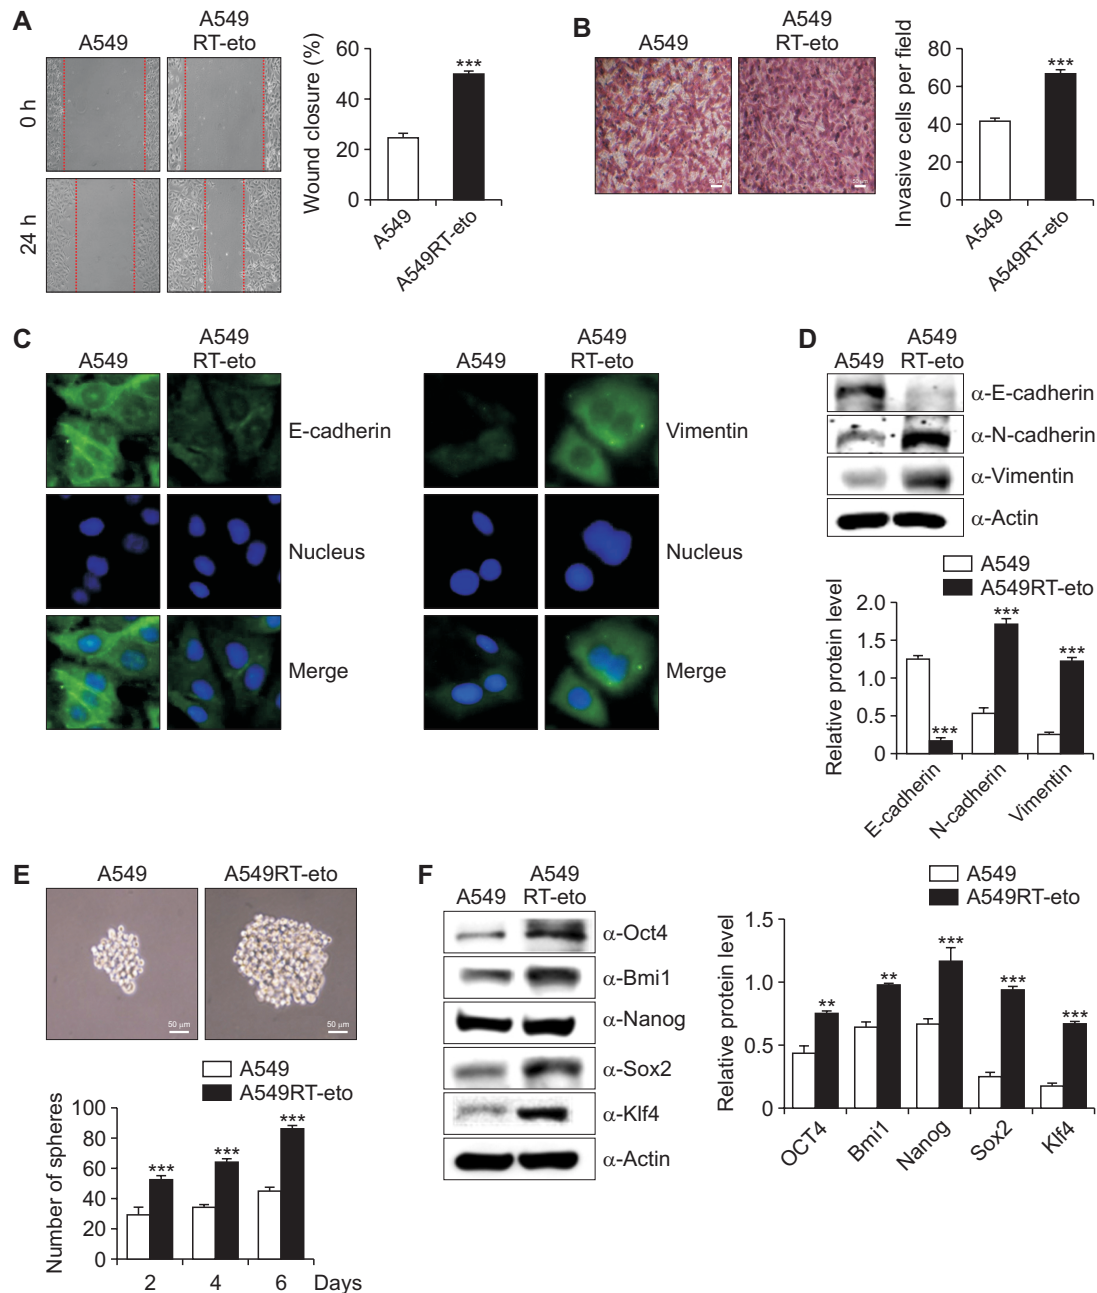 A
A549
A549
RT-eto
0 h
24 h
Wound closure (%)
60
40
20
0
***
A549
A549RT-eto
B
A549
A549
RT-eto
Invasive cells per field
80
60
40
20
0
***
A549
A549RT-eto
C
A549
A549
RT-eto
E-cadherin
Nucleus
Merge
A549
A549
RT-eto
Vimentin
Nucleus
Merge
D
A549
A549
RT-eto
α-E-cadherin
α-N-cadherin
α-Vimentin
α-Actin
A549
A549RT-eto
Relative protein level
2.0
1.5
1.0
0.5
0
***
***
***
E-cadherin
N-cadherin
Vimentin
E
A549
A549RT-eto
50 μm
50 μm
A549
A549RT-eto
Number of spheres
100
80
60
40
20
0
***
***
***
2
4
6
Days
F
A549
A549
RT-eto
α-Oct4
α-Bmi1
α-Nanog
α-Sox2
α-Klf4
α-Actin
A549
A549RT-eto
Relative protein level
1.5
1.0
0.5
0
**
**
***
***
***
OCT4
Bmi1
Nanog
Sox2
Klf4